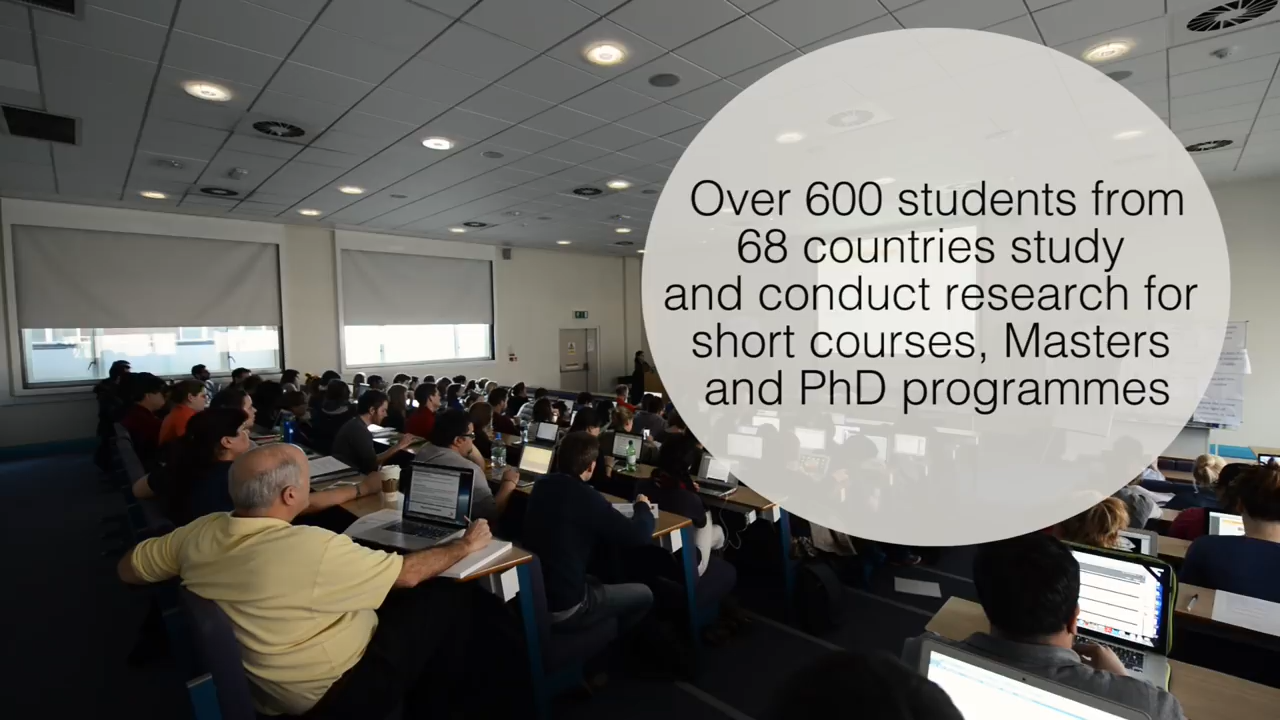 Over 600 students from
68 countries study
and conduct research for
short courses, Masters
and PhD programmes